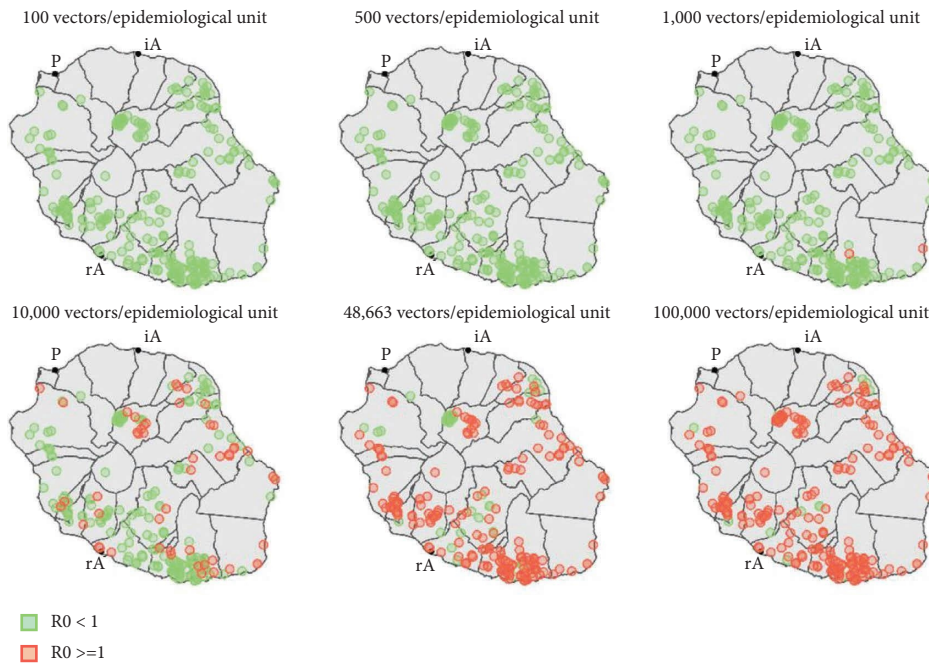 100 vectors/epidemiological unit
500 vectors/epidemiological unit
1,000 vectors/epidemiological unit
iA
iA
iA
P
P
P
rA
rA
rA
10,000 vectors/epidemiological unit
48,663 vectors/epidemiological unit
100,000 vectors/epidemiological unit
iA
iA
iA
P
P
P
rA
rA
rA
R0 < 1
R0 >=1